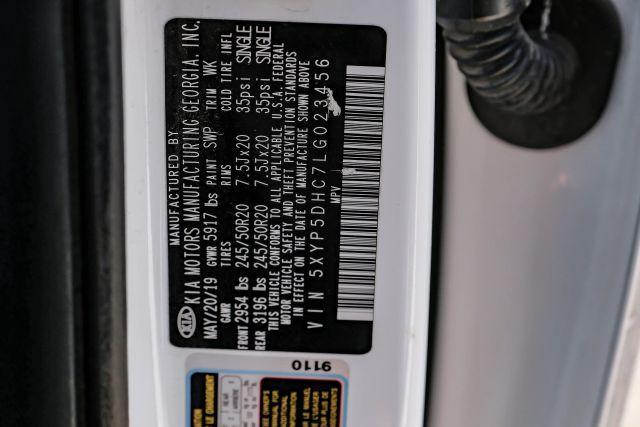 MANUFACTURED BY
KIA KIA MOTORS MANUFACTURING GEORGIA, INC.
MAY/20/19 GVWR 5917 lbs PAINT SWP TRIM WK
GAWR TIRES RIMS COLD TIRE INFL
FRONT 2954 lbs 245/50R20 7.5Jx20 35psi SINGLE
REAR 3196 lbs 245/50R20 7.5Jx20 35psi SINGLE
THIS VEHICLE CONFORMS TO ALL APPLICABLE U.S.A. FEDERAL
MOTOR VEHICLE SAFETY AND THEFT PREVENTION STANDARDS
IN EFFECT ON THE DATE OF MANUFACTURE SHOWN ABOVE
VIN 5XYP5DHC7LG023456
MPV
9110